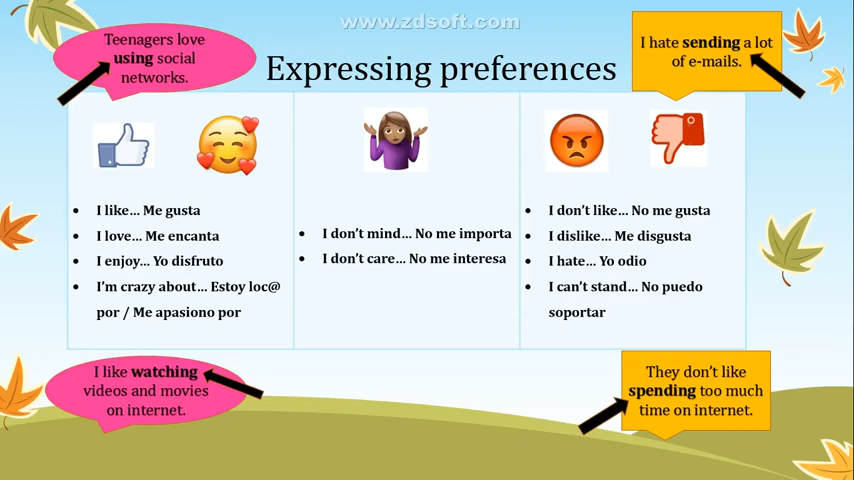 www.zdsoft.com
Teenagers love
using social
networks.
Expressing preferences
I hate sending a lot
of e-mails.
• I like… Me gusta
• I love… Me encanta
• I enjoy… Yo disfruto
• I'm crazy about… Estoy loc@
por / Me apasiono por
• I don't mind… No me importa
• I don't care… No me interesa
• I don't like… No me gusta
• I dislike… Me disgusta
• I hate… Yo odio
• I can't stand… No puedo
soportar
I like watching
videos and movies
on internet.
They don't like
spending too much
time on internet.